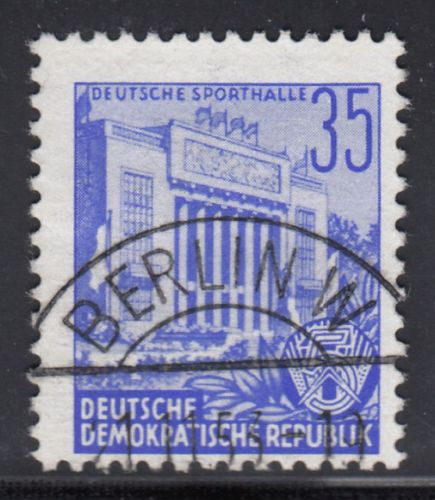 DEUTSCHE SPORTHALLE
35
BERLIN W
DEUTSCHE
DEMOKRATISCHE REPUBLIK